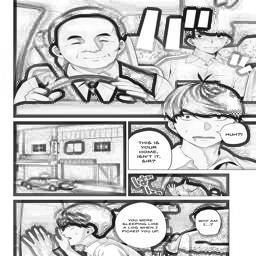 HUH?!
THIS IS
YOUR
HOME,
ISN'T IT,
SIR?
YOU WERE
SLEEPING LIKE
A LOG WHEN I
PICKED YOU UP.
WHY AM
I...?